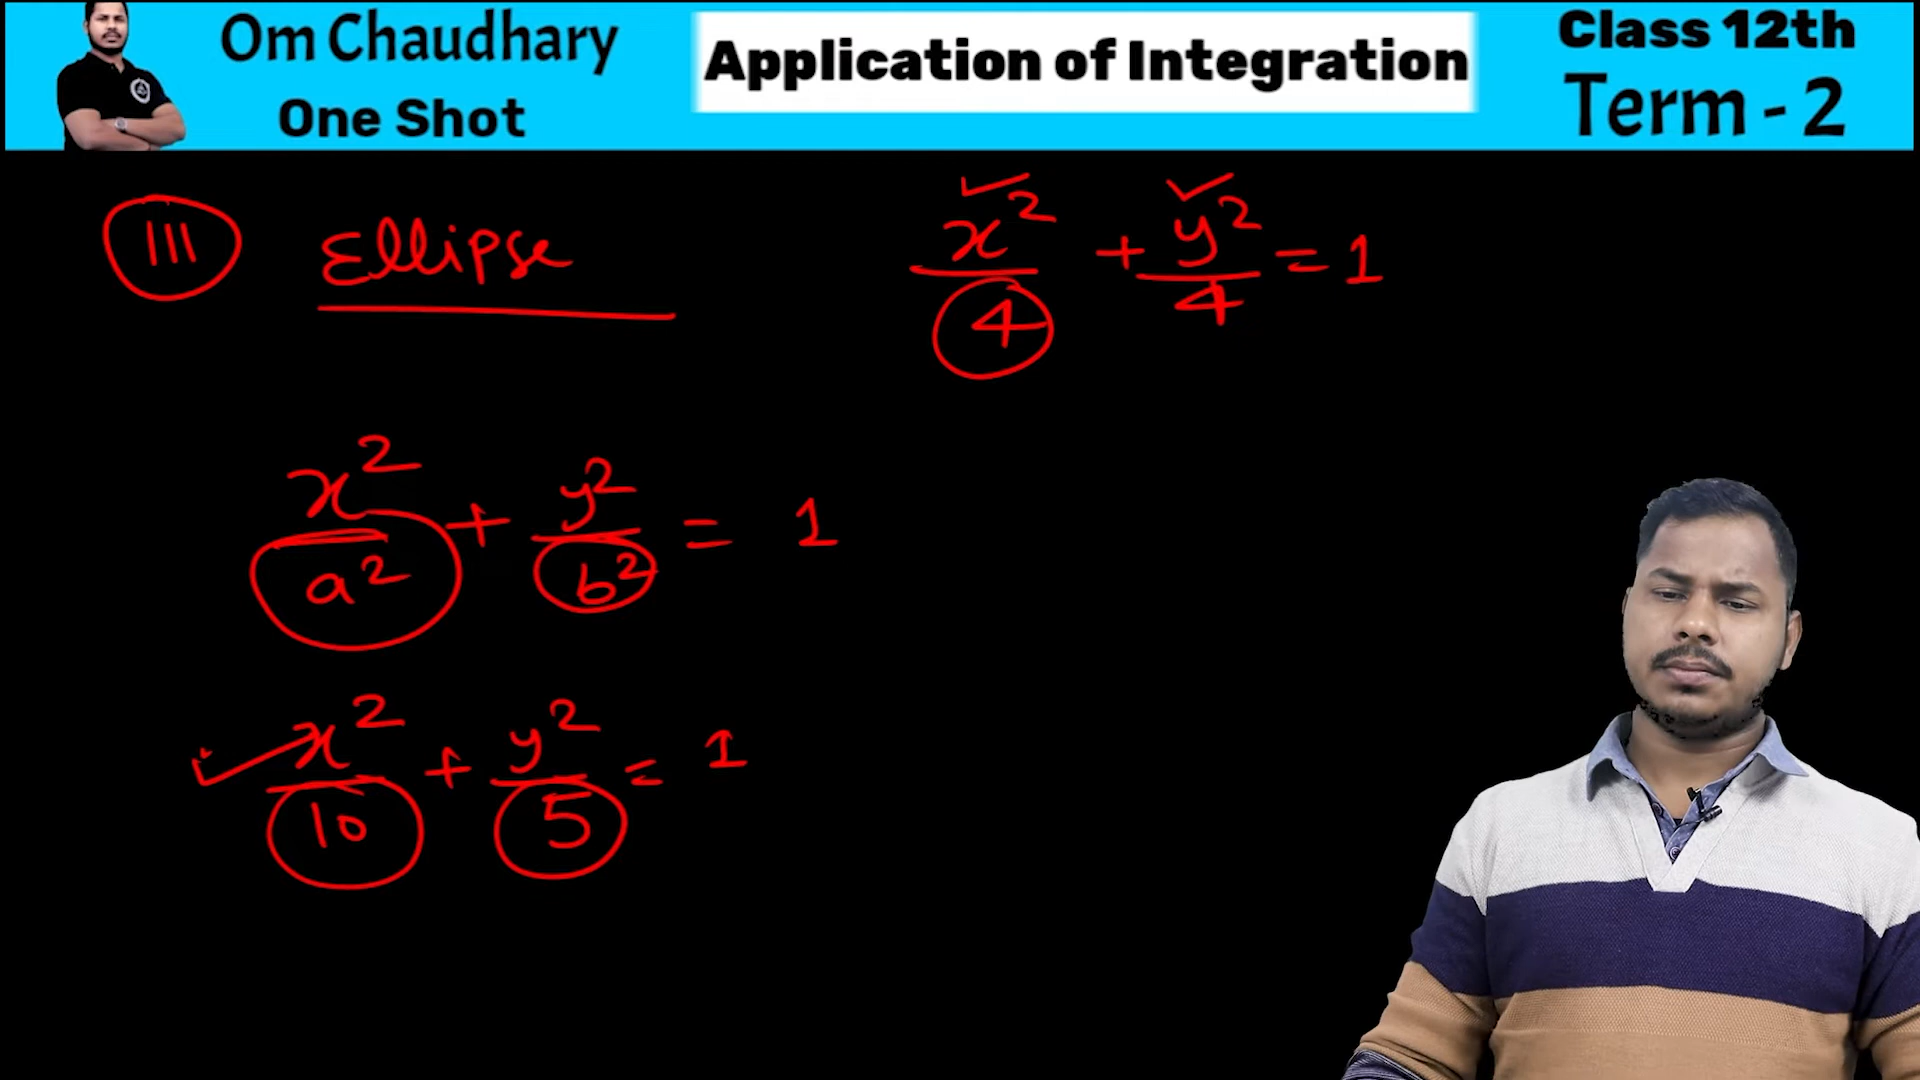 Om Chaudhary
One Shot
Application of Integration
Class 12th
Term - 2
III Ellipse
x²/4 + y²/4 = 1
x²/a² + y²/b² = 1
x²/10 + y²/5 = 1